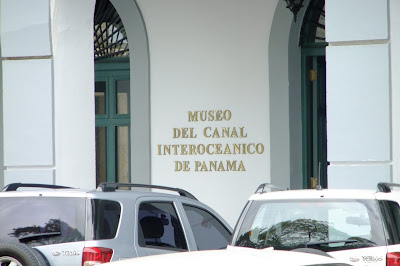 MUSEO
DEL CANAL
INTEROCEANICO
DE PANAMA